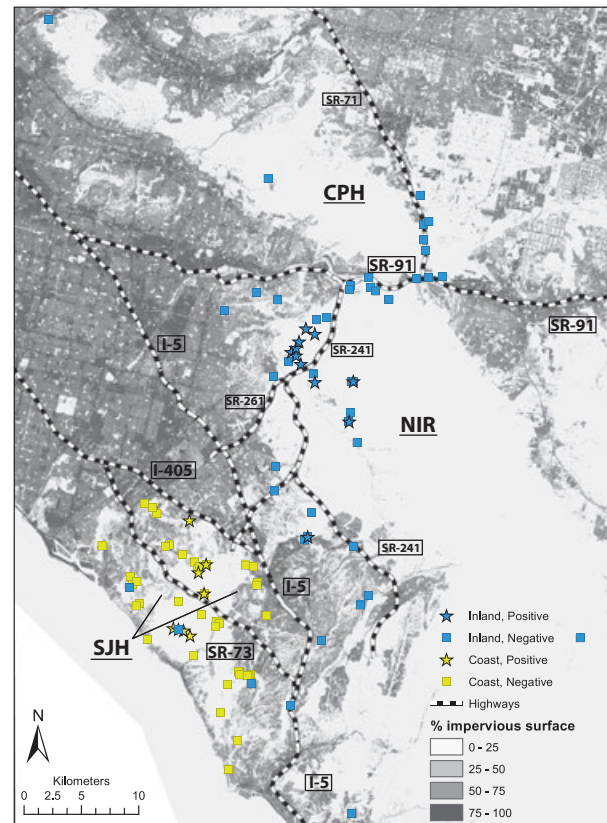 SR-71
CPH
SR-91
SR-91
I-5
SR-241
SR-261
NIR
I-405
SR-241
I-5
SJH
SR-73
I-5
Inland, Positive
Inland, Negative
Coast, Positive
Coast, Negative
Highways
% impervious surface
0 - 25
25 - 50
50 - 75
75 - 100
N
Kilometers
0 2.5 5 10